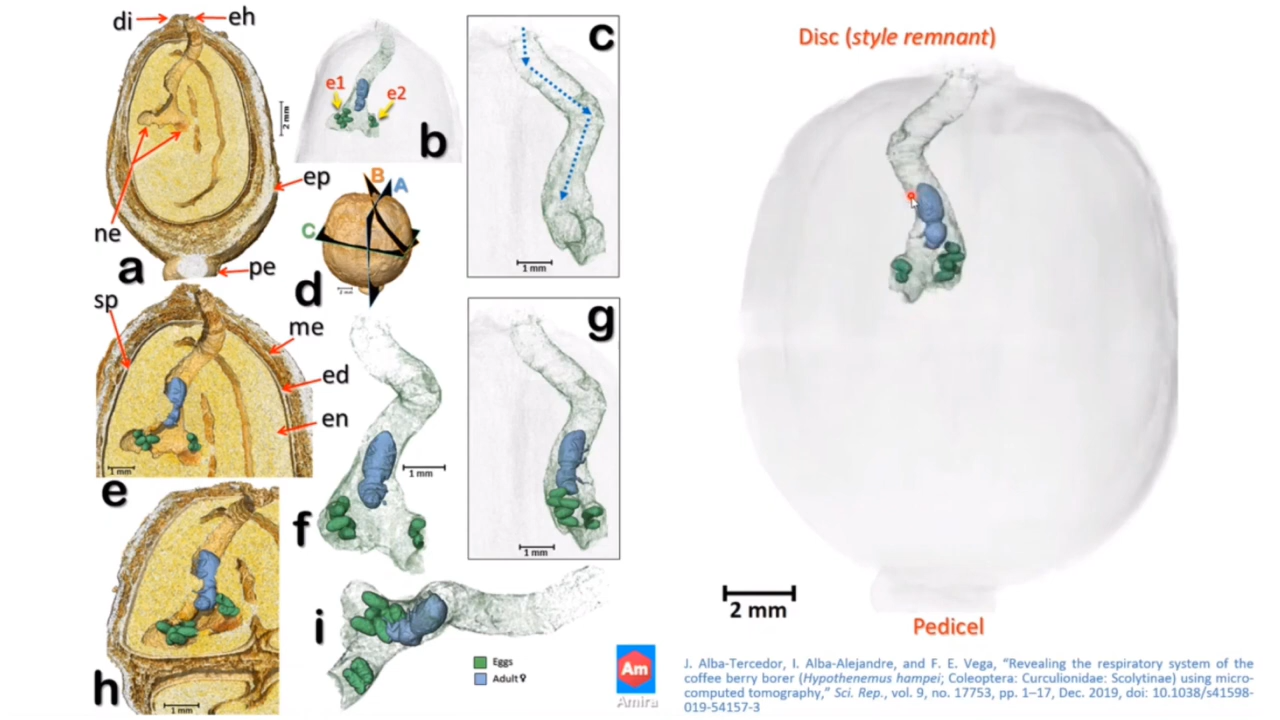 di
eh
2 mm
ep
ne
pe
a
e1
e2
b
c
1 mm
B
A
C
2 mm
d
sp
me
ed
en
1 mm
e
1 mm
f
g
1 mm
1 mm
h
i
Eggs
Adult♀
Am
Amira
Disc (style remnant)
2 mm
Pedicel
J. Alba-Tercedor, I. Alba-Alejandre, and F. E. Vega, “Revealing the respiratory system of the
coffee berry borer (Hypothenemus hampei; Coleoptera: Curculionidae: Scolytinae) using micro-
computed tomography,” Sci. Rep., vol. 9, no. 17753, pp. 1–17, Dec. 2019, doi: 10.1038/s41598-
019-54157-3